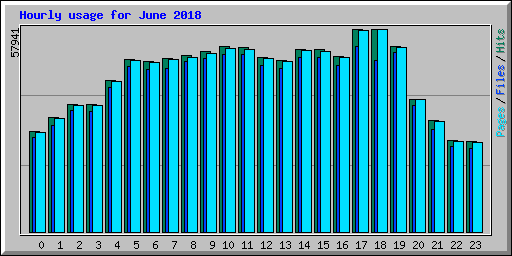 Hourly usage for June 2018
57941
Pages/Files/Hits
0 1 2 3 4 5 6 7 8 9 10 11 12 13 14 15 16 17 18 19 20 21 22 23